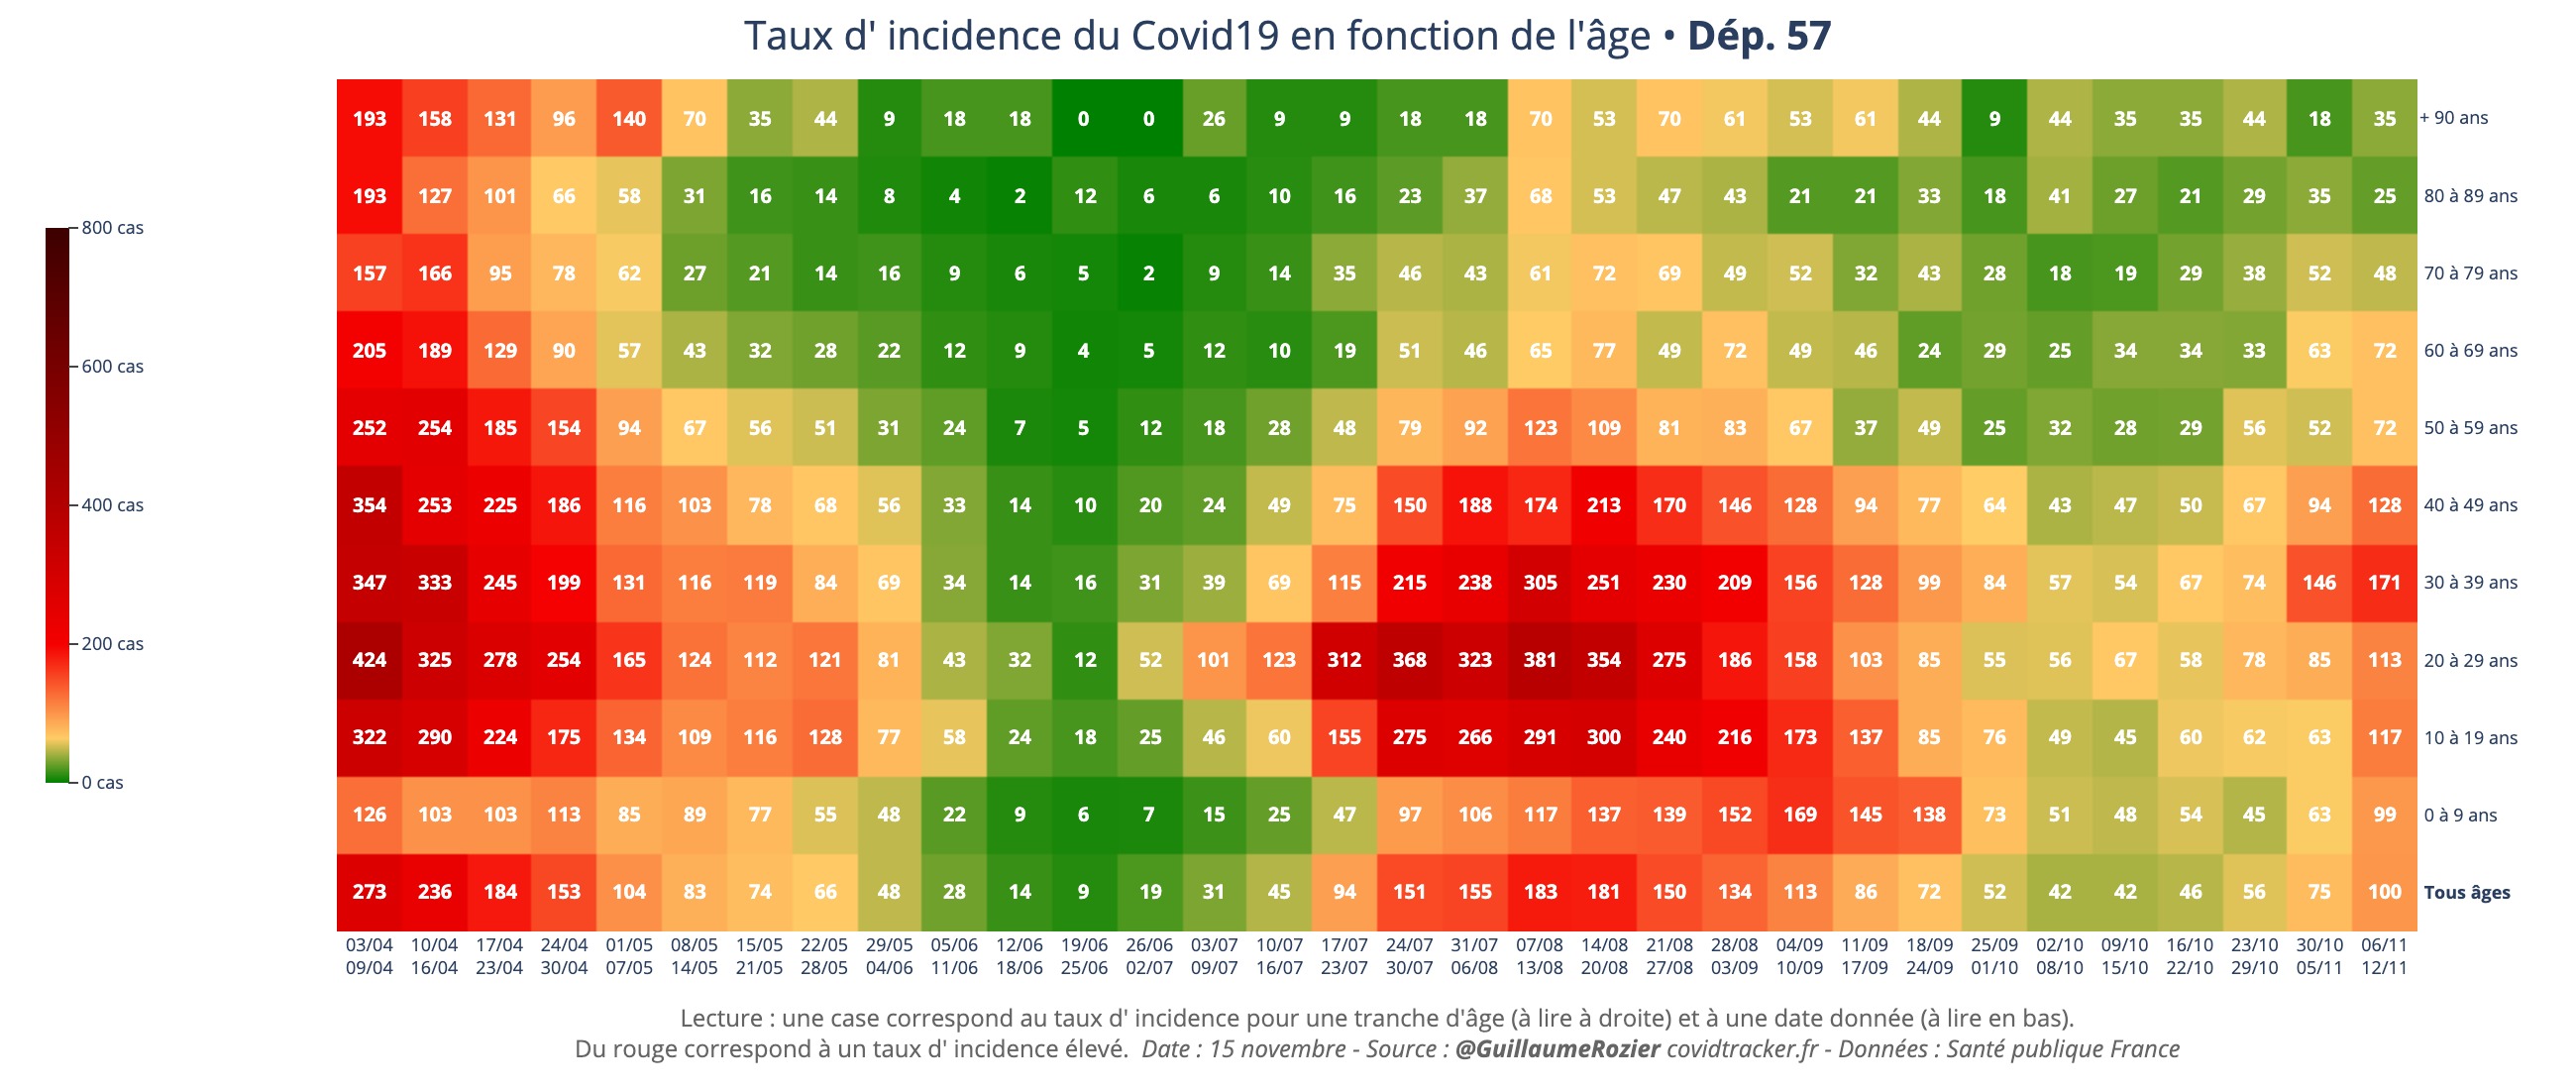 Taux d' incidence du Covid19 en fonction de l'âge • Dép. 57
193 158 131 96 140 70 35 44 9 18 18 0 0 26 9 9 18 18 70 53 70 61 53 61 44 9 44 35 35 44 18 35 + 90 ans
193 127 101 66 58 31 16 14 8 4 2 12 6 6 10 16 23 37 68 53 47 43 21 21 33 18 41 27 21 29 35 25 80 à 89 ans
800 cas
157 166 95 78 62 27 21 14 16 9 6 5 2 9 14 35 46 43 61 72 69 49 52 32 43 28 18 19 29 38 52 48 70 à 79 ans
205 189 129 90 57 43 32 28 22 12 9 4 5 12 10 19 51 46 65 77 49 72 49 46 24 29 25 34 34 33 63 72 60 à 69 ans
600 cas
252 254 185 154 94 67 56 51 31 24 7 5 12 18 28 48 79 92 123 109 81 83 67 37 49 25 32 28 29 56 52 72 50 à 59 ans
400 cas
354 253 225 186 116 103 78 68 56 33 14 10 20 24 49 75 150 188 174 213 170 146 128 94 77 64 43 47 50 67 94 128 40 à 49 ans
347 333 245 199 131 116 119 84 69 34 14 16 31 39 69 115 215 238 305 251 230 209 156 128 99 84 57 54 67 74 146 171 30 à 39 ans
200 cas
424 325 278 254 165 124 112 121 81 43 32 12 52 101 123 312 368 323 381 354 275 186 158 103 85 55 56 67 58 78 85 113 20 à 29 ans
322 290 224 175 134 109 116 128 77 58 24 18 25 46 60 155 275 266 291 300 240 216 173 137 85 76 49 45 60 62 63 117 10 à 19 ans
0 cas
126 103 103 113 85 89 77 55 48 22 9 6 7 15 25 47 97 106 117 137 139 152 169 145 138 73 51 48 54 45 63 99 0 à 9 ans
273 236 184 153 104 83 74 66 48 28 14 9 19 31 45 94 151 155 183 181 150 134 113 86 72 52 42 42 46 56 75 100 Tous âges
03/04 10/04 17/04 24/04 01/05 08/05 15/05 22/05 29/05 05/06 12/06 19/06 26/06 03/07 10/07 17/07 24/07 31/07 07/08 14/08 21/08 28/08 04/09 11/09 18/09 25/09 02/10 09/10 16/10 23/10 30/10 06/11
09/04 16/04 23/04 30/04 07/05 14/05 21/05 28/05 04/06 11/06 18/06 25/06 02/07 09/07 16/07 23/07 30/07 06/08 13/08 20/08 27/08 03/09 10/09 17/09 24/09 01/10 08/10 15/10 22/10 29/10 05/11 12/11
Lecture : une case correspond au taux d' incidence pour une tranche d'âge (à lire à droite) et à une date donnée (à lire en bas).
Du rouge correspond à un taux d' incidence élevé. Date : 15 novembre - Source : @GuillaumeRozier covidtracker.fr - Données : Santé publique France